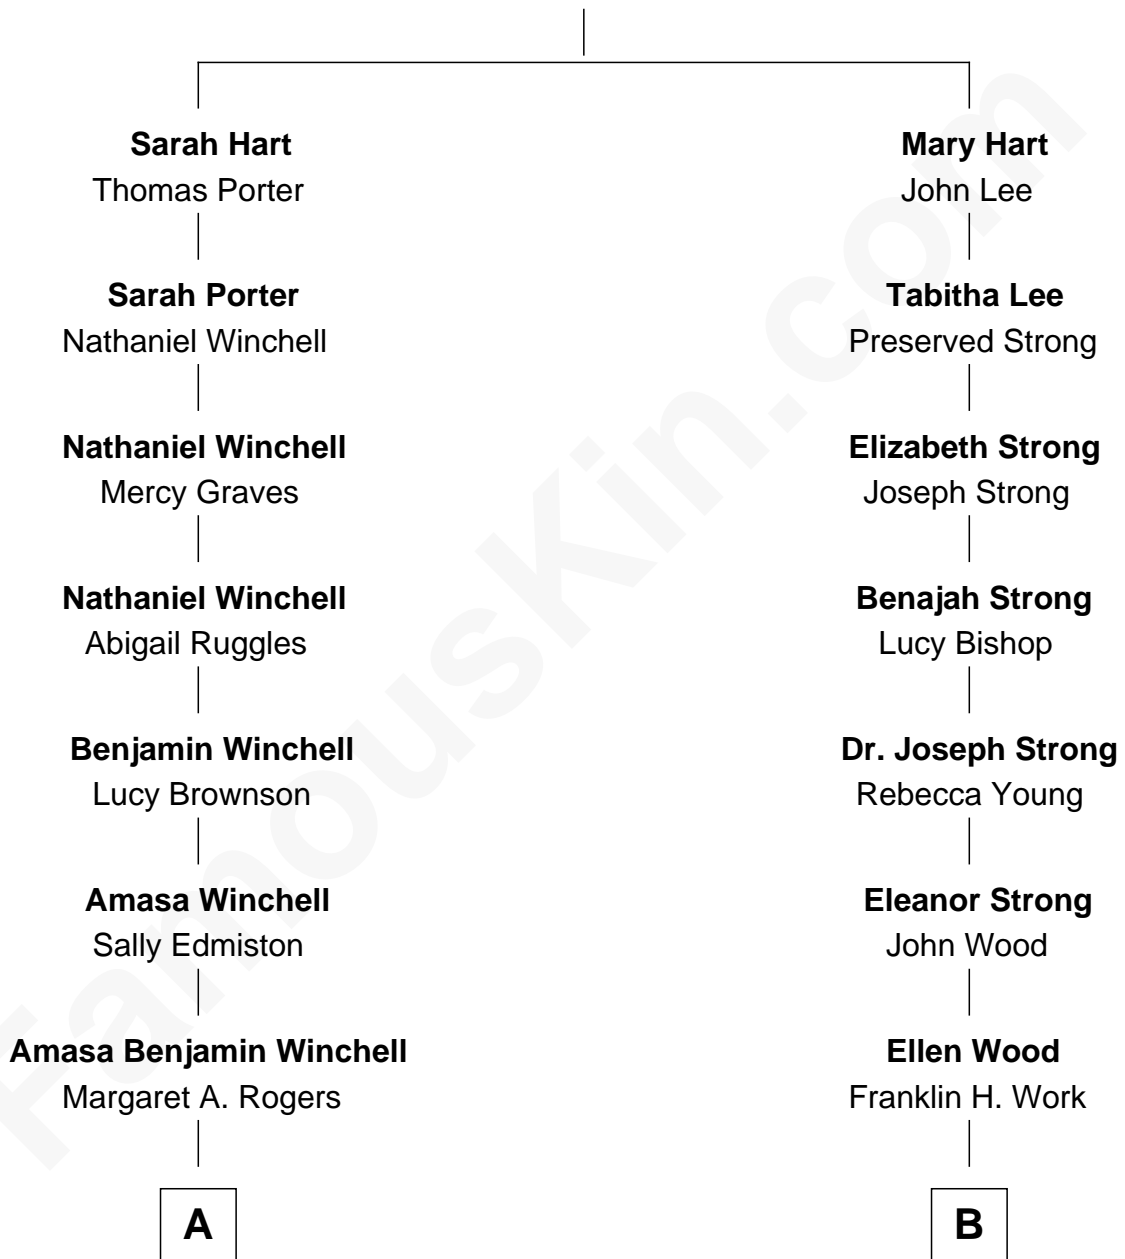 Sarah Hart
Thomas Porter
Sarah Porter
Nathaniel Winchell
Nathaniel Winchell
Mercy Graves
Nathaniel Winchell
Abigail Ruggles
Benjamin Winchell
Lucy Brownson
Amasa Winchell
Sally Edmiston
Amasa Benjamin Winchell
Margaret A. Rogers
A
Mary Hart
John Lee
Tabitha Lee
Preserved Strong
Elizabeth Strong
Joseph Strong
Benajah Strong
Lucy Bishop
Dr. Joseph Strong
Rebecca Young
Eleanor Strong
John Wood
Ellen Wood
Franklin H. Work
B
FamousKin.com